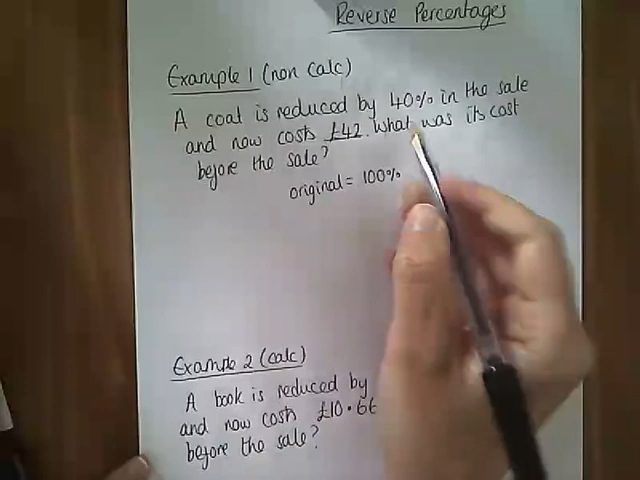 Reverse Percentages
Example 1 (non calc)
A coat is reduced by 40% in the sale
and now costs £42. What was its cost
before the sale?
original = 100%
Example 2 (calc)
A book is reduced by
and now costs £10.66
before the sale?